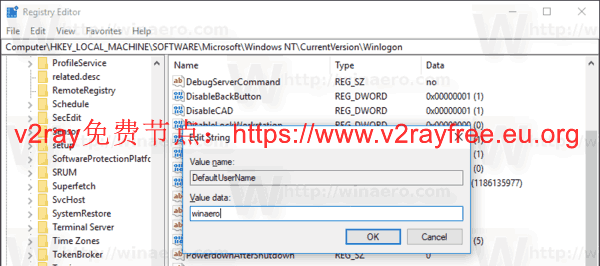 Registry Editor
File Edit View Favorites Help
Computer\HKEY_LOCAL_MACHINE\SOFTWARE\Microsoft\Windows NT\CurrentVersion\Winlogon
ProfileService
related.desc
RemoteRegistry
Schedule
SecEdit
Sensor
setup
SoftwareProtectionPlatf
SRUM
Superfetch
SvcHost
SystemRestore
Terminal Server
Time Zones
TokenBroker
Name Type Data
DebugServerCommand REG_SZ no
DisableBackButton REG_DWORD 0x00000001 (1)
DisableCAD REG_DWORD 0x00000001 (1)
DisableLockWorkstation REG_DWORD 0x00000000 (0)
(1)
(0)
(1186135977)
(5)
PowerdownAfterShutdown REG_SZ 0
v2ray免费节点：https://www.v2rayfree.eu.org
Edit String
Value name:
DefaultUserName
Value data:
winaero
OK Cancel
http://winaero.com